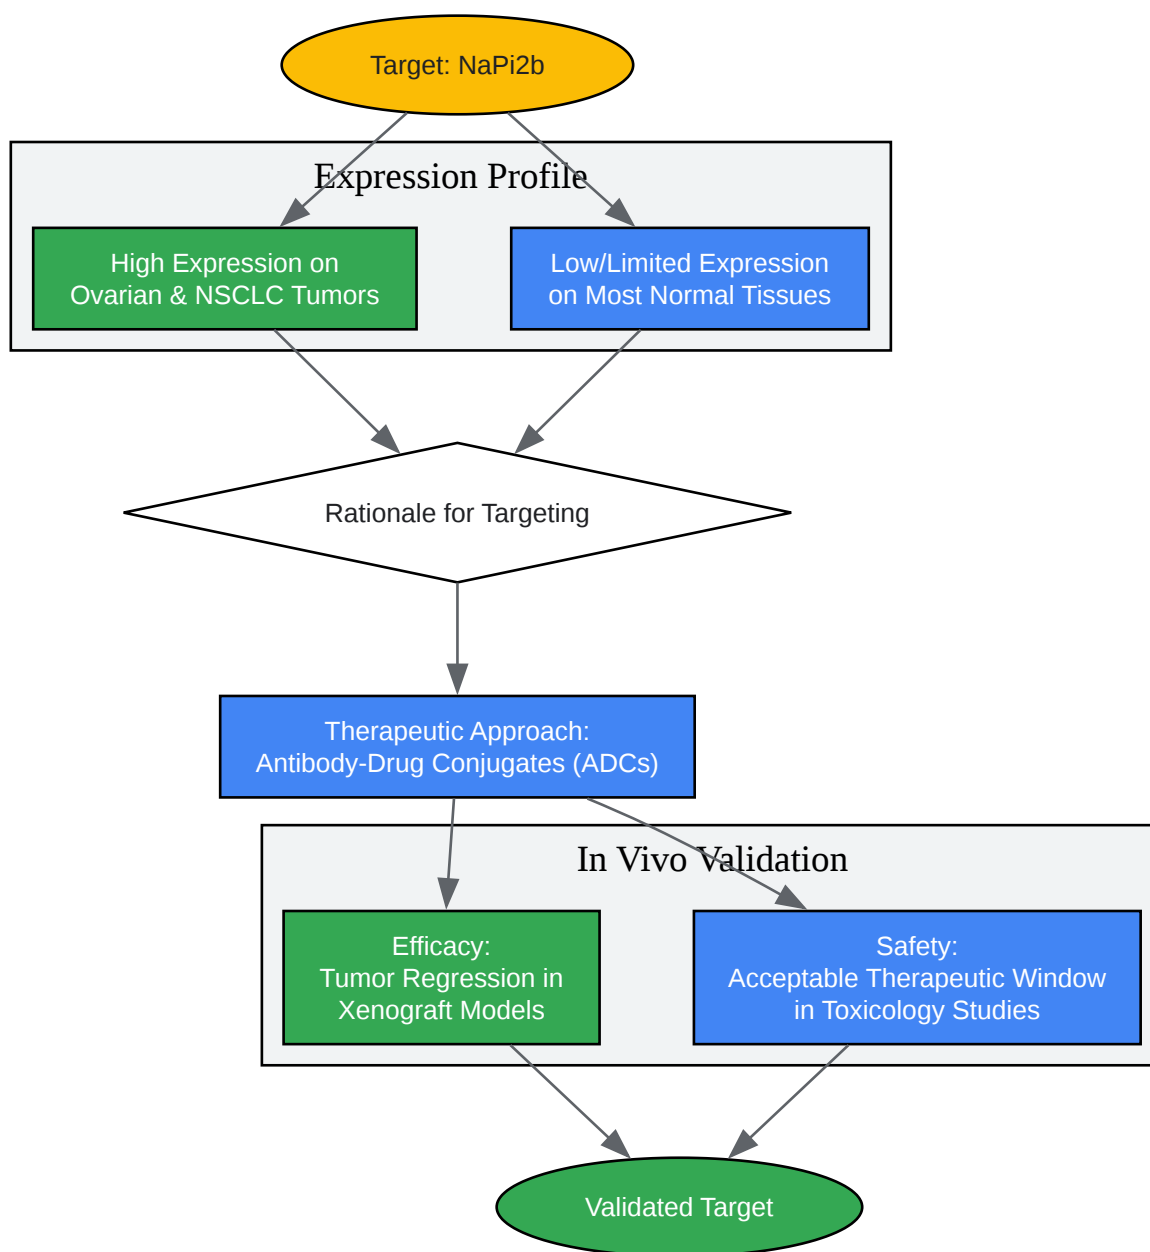 Target: NaPi2b
Expression Profile
High Expression on
Ovarian & NSCLC Tumors
Low/Limited Expression
on Most Normal Tissues
Rationale for Targeting
Therapeutic Approach:
Antibody-Drug Conjugates (ADCs)
In Vivo Validation
Efficacy:
Tumor Regression in
Xenograft Models
Safety:
Acceptable Therapeutic Window
in Toxicology Studies
Validated Target